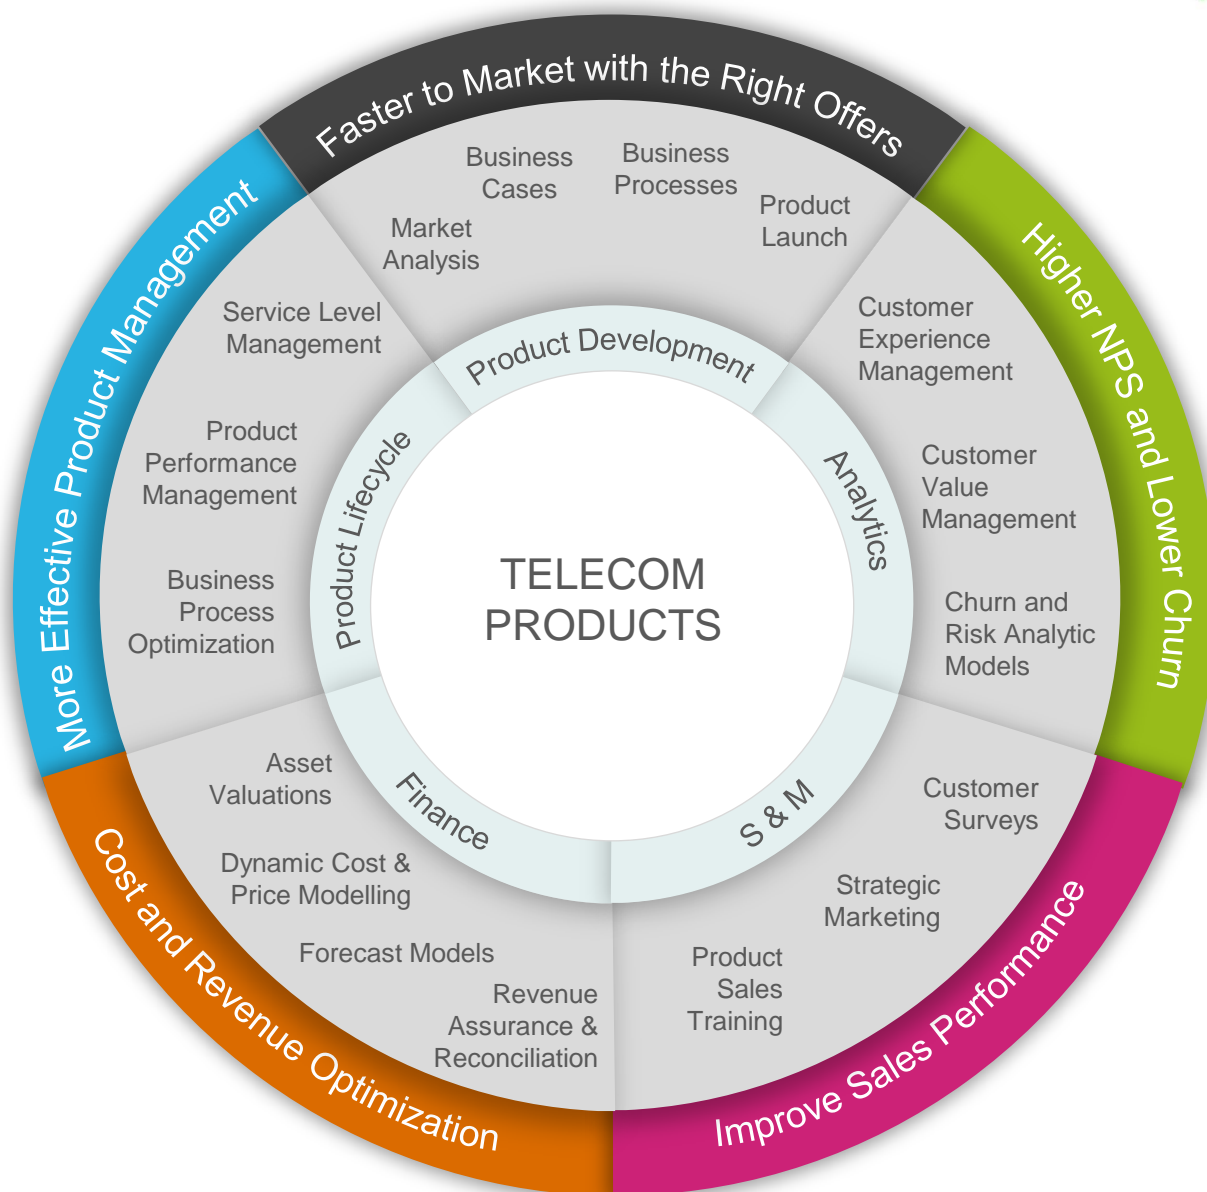 Faster to Market with the Right Offers
Business
Cases
Business
Processes
Market
Analysis
Product
Launch
Product Development
Higher NPS and Lower Churn
Customer
Experience
Management
Customer
Value
Management
Churn and
Risk Analytic
Models
Analytics
Improve Sales Performance
Customer
Surveys
Strategic
Marketing
Product
Sales
Training
S & M
Cost and Revenue Optimization
Asset
Valuations
Dynamic Cost &
Price Modelling
Forecast Models
Revenue
Assurance &
Reconciliation
Finance
More Effective Product Management
Service Level
Management
Product
Performance
Management
Business
Process
Optimization
Product Lifecycle
TELECOM
PRODUCTS